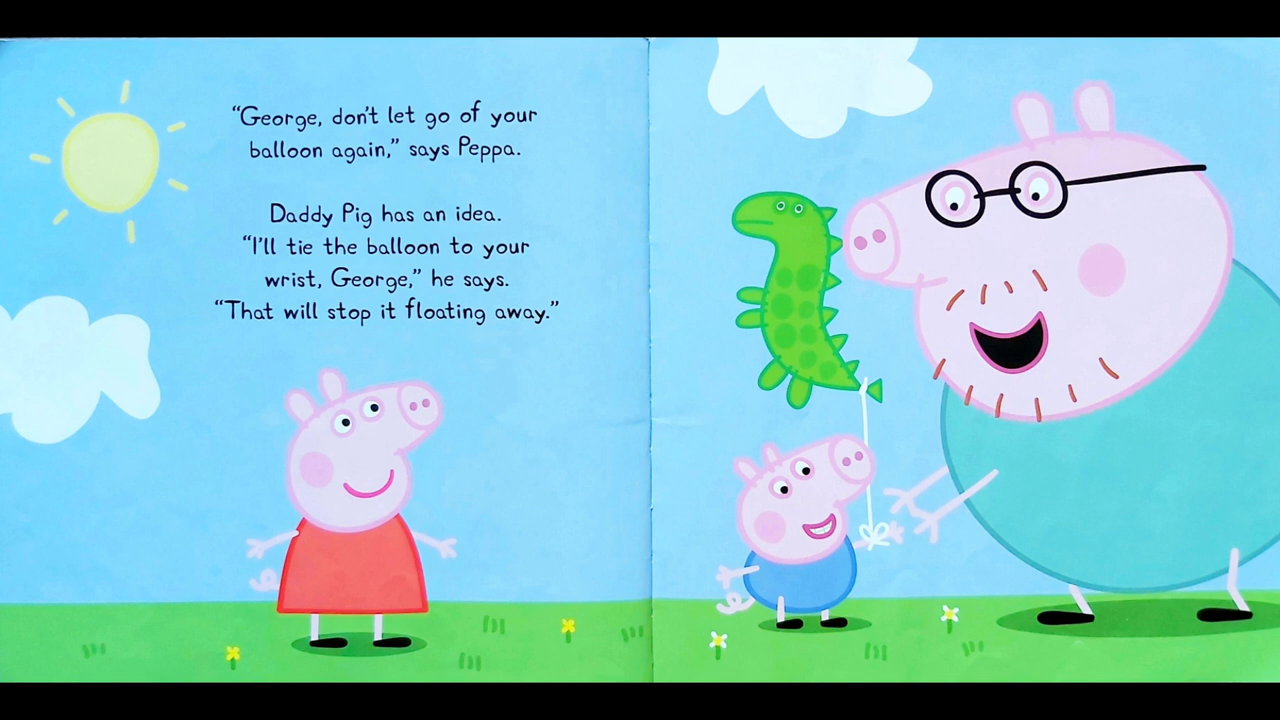 “George, don’t let go of your
balloon again,” says Peppa.
Daddy Pig has an idea.
“I’ll tie the balloon to your
wrist, George,” he says.
“That will stop it floating away.”